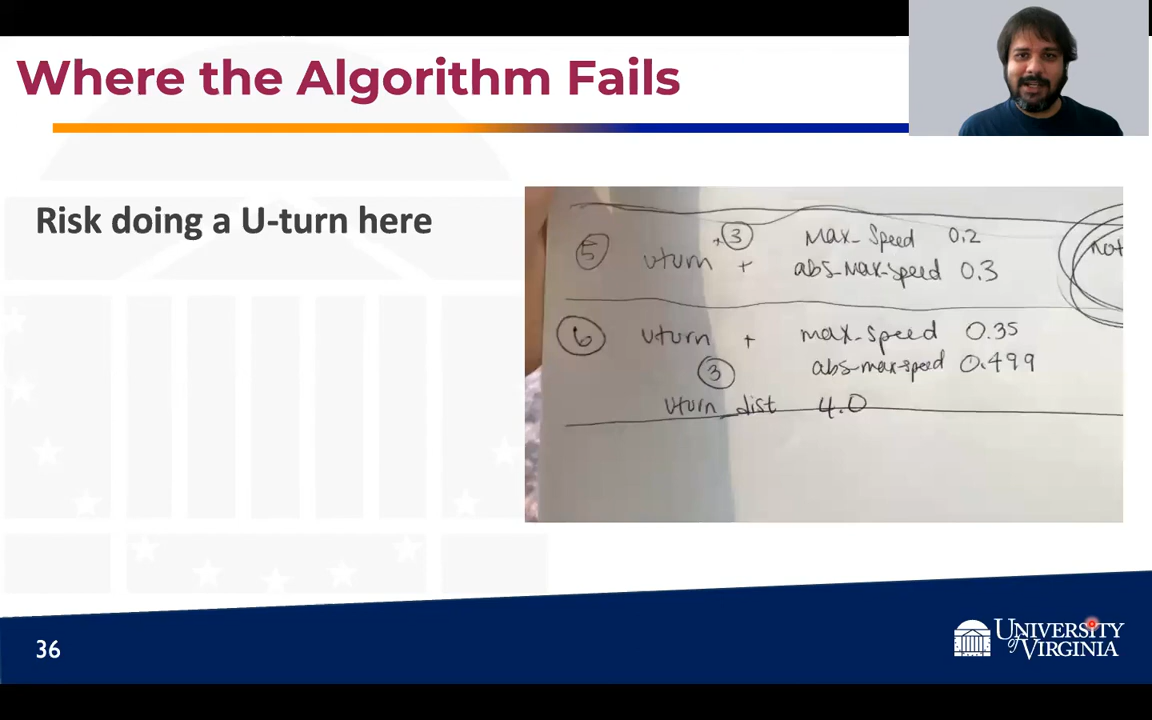 Where the Algorithm Fails
Risk doing a U-turn here
5 uturn + 3 max_speed 0.2
+ abs_max_speed 0.3
not
6 uturn + max_speed 0.35
3 abs_max_speed 0.499
uturn_dist 4.0
36
UNIVERSITY
of VIRGINIA